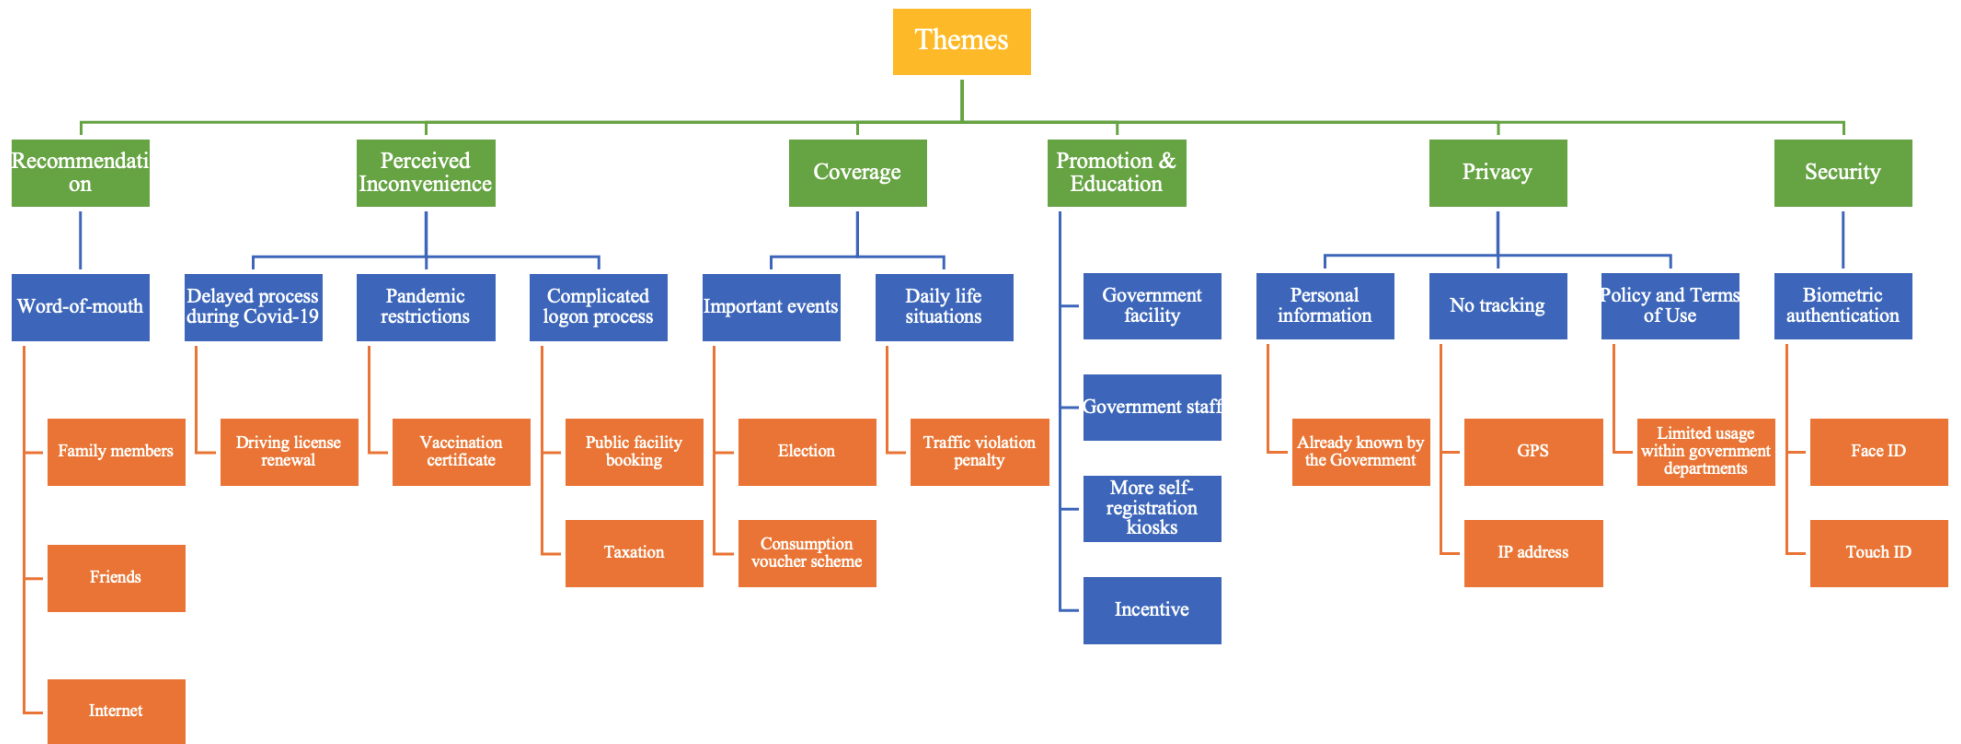 Themes
Recommendati
on
Perceived
Inconvenience
Coverage
Promotion &
Education
Privacy
Security
Word-of-mouth
Delayed process
during Covid-19
Pandemic
restrictions
Complicated
logon process
Important events
Daily life
situations
Government
facility
Personal
information
No tracking
Policy and Terms
of Use
Biometric
authentication
Government staff
Family members
Driving license
renewal
Vaccination
certificate
Public facility
booking
Election
Traffic violation
penalty
Already known by
the Government
GPS
Limited usage
within government
departments
Face ID
More self-
registration
kiosks
Friends
Taxation
Consumption
voucher scheme
IP address
Touch ID
Incentive
Internet